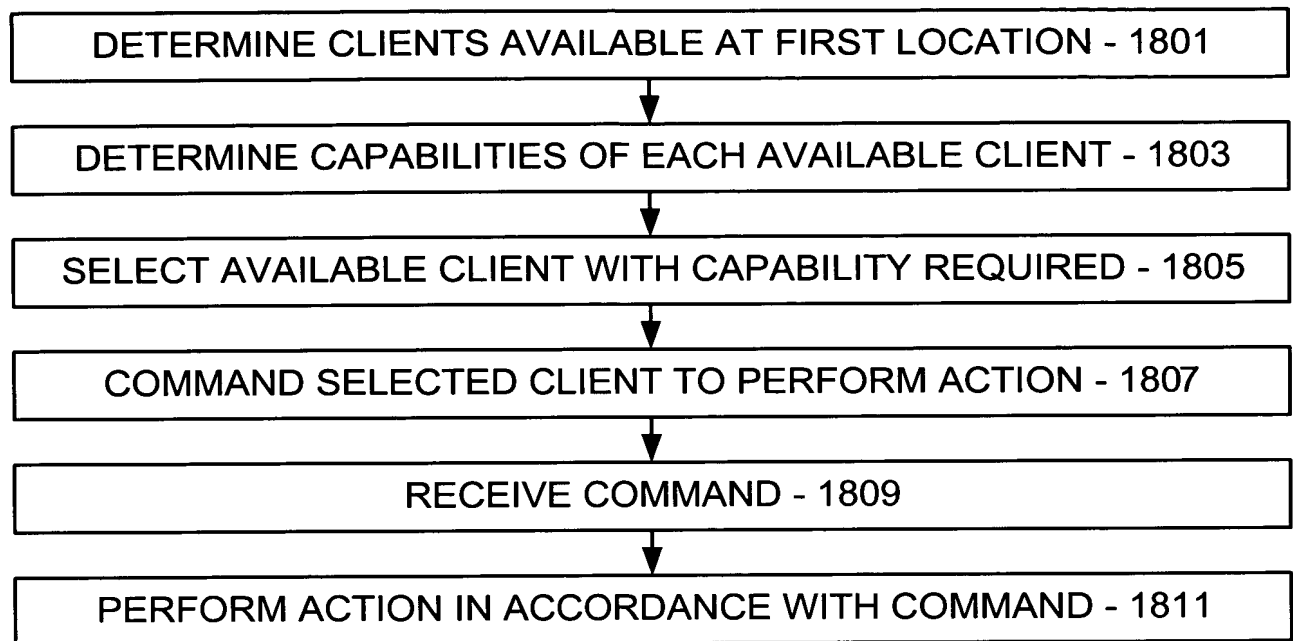 DETERMINE CLIENTS AVAILABLE AT FIRST LOCATION - 1801
DETERMINE CAPABILITIES OF EACH AVAILABLE CLIENT - 1803
SELECT AVAILABLE CLIENT WITH CAPABILITY REQUIRED - 1805
COMMAND SELECTED CLIENT TO PERFORM ACTION - 1807
RECEIVE COMMAND - 1809
PERFORM ACTION IN ACCORDANCE WITH COMMAND - 1811